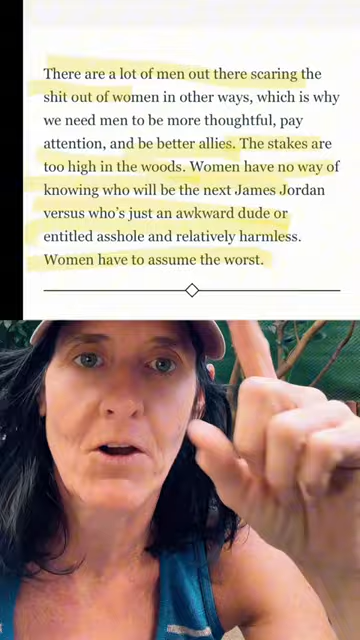 There are a lot of men out there scaring the
shit out of women in other ways, which is why
we need men to be more thoughtful, pay
attention, and be better allies. The stakes are
too high in the woods. Women have no way of
knowing who will be the next James Jordan
versus who's just an awkward dude or
entitled asshole and relatively harmless.
Women have to assume the worst.